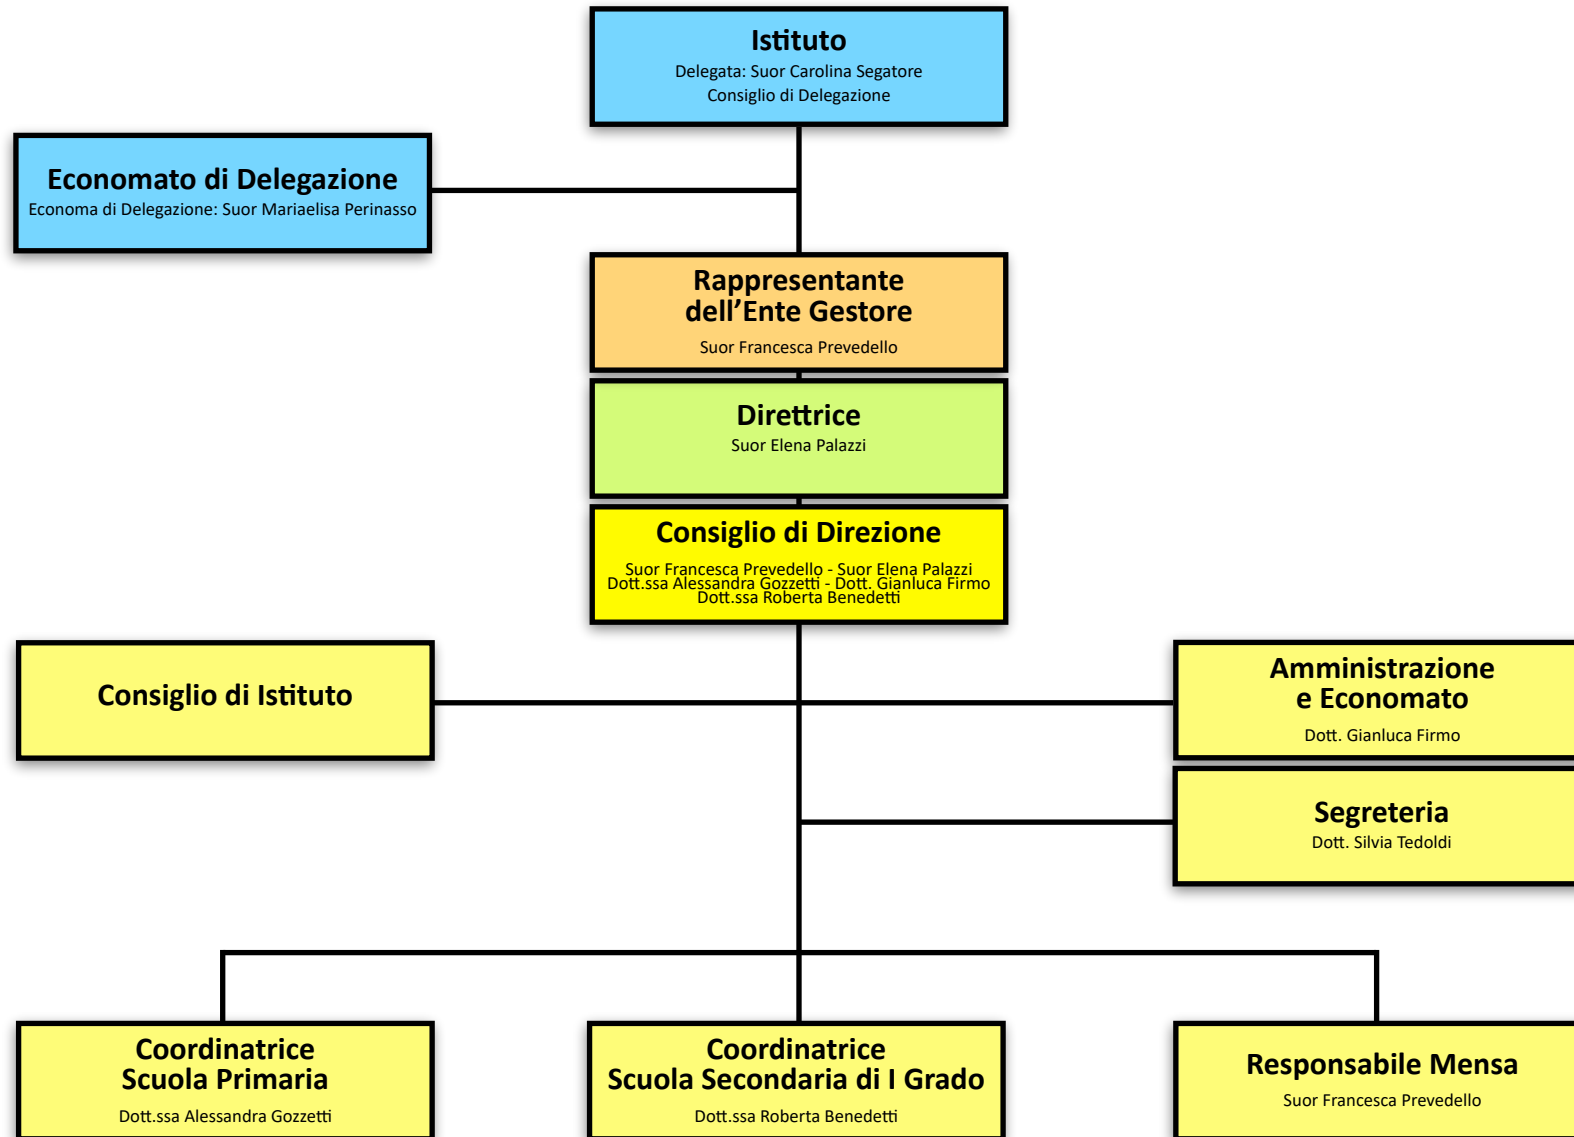 Istituto
Delegata: Suor Carolina Segatore
Consiglio di Delegazione
Economato di Delegazione
Economa di Delegazione: Suor Mariaelisa Perinasso
Rappresentante
dell’Ente Gestore
Suor Francesca Prevedello
Direttrice
Suor Elena Palazzi
Consiglio di Direzione
Suor Francesca Prevedello - Suor Elena Palazzi
Dott.ssa Alessandra Gozzetti - Dott. Gianluca Firmo
Dott.ssa Roberta Benedetti
Consiglio di Istituto
Amministrazione
e Economato
Dott. Gianluca Firmo
Segreteria
Dott. Silvia Tedoldi
Coordinatrice
Scuola Primaria
Dott.ssa Alessandra Gozzetti
Coordinatrice
Scuola Secondaria di I Grado
Dott.ssa Roberta Benedetti
Responsabile Mensa
Suor Francesca Prevedello